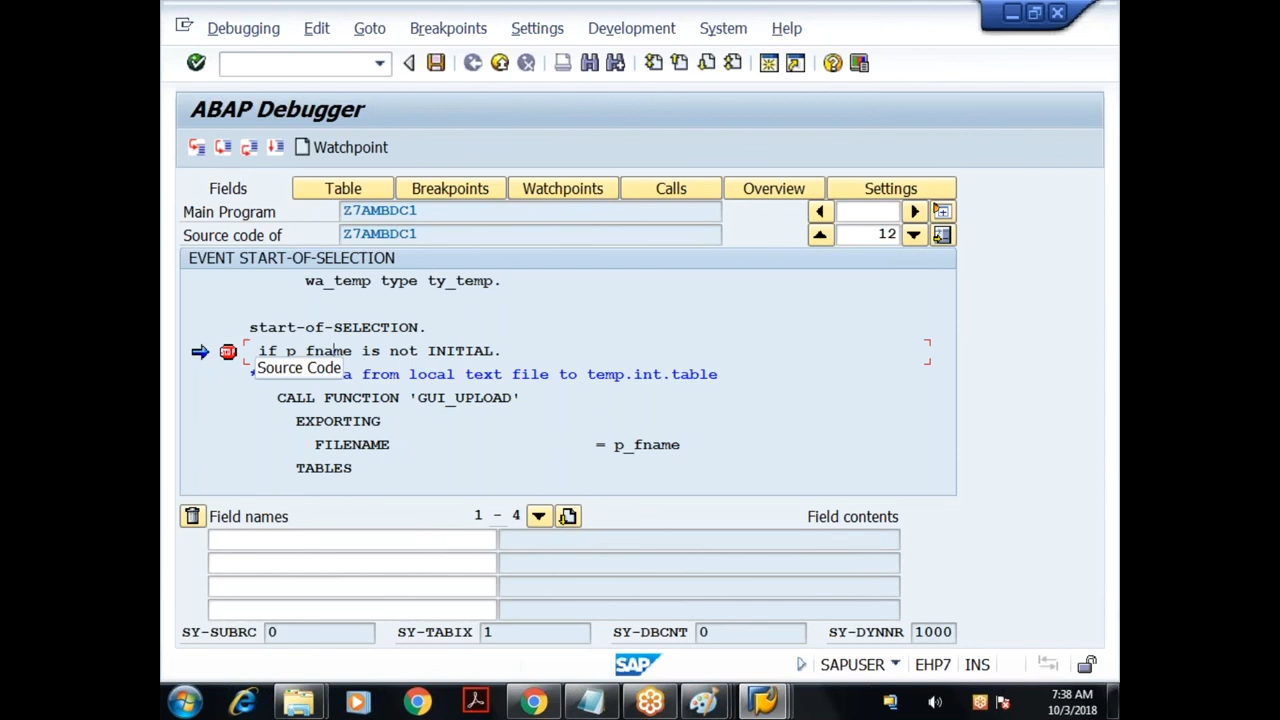 Debugging Edit Goto Breakpoints Settings Development System Help
ABAP Debugger
Watchpoint
Fields Table Breakpoints Watchpoints Calls Overview Settings
Main Program Z7AMBDC1
Source code of Z7AMBDC1 12
EVENT START-OF-SELECTION
wa_temp type ty_temp.
start-of-SELECTION.
if p_fname is not INITIAL.
Source Code
from local text file to temp.int.table
CALL FUNCTION 'GUI_UPLOAD'
EXPORTING
FILENAME = p_fname
TABLES
Field names 1 - 4 Field contents
SY-SUBRC 0 SY-TABIX 1 SY-DBCNT 0 SY-DYNNR 1000
SAP SAPUSER EHP7 INS
7:38 AM
10/3/2018